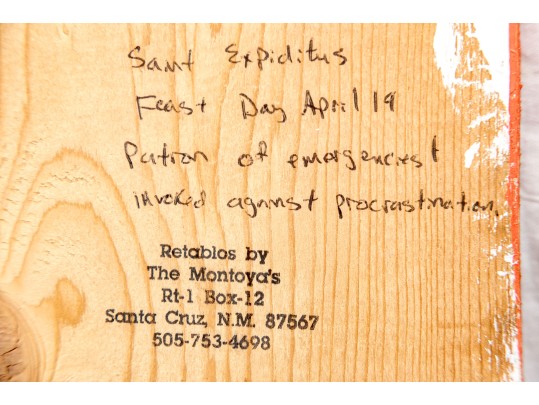 Saint Expiditus
Feast Day April 19
Patron of emergencies +
invoked against procrastination.
Retablos by
The Montoya's
Rt-1 Box-12
Santa Cruz, N.M. 87567
505-753-4698